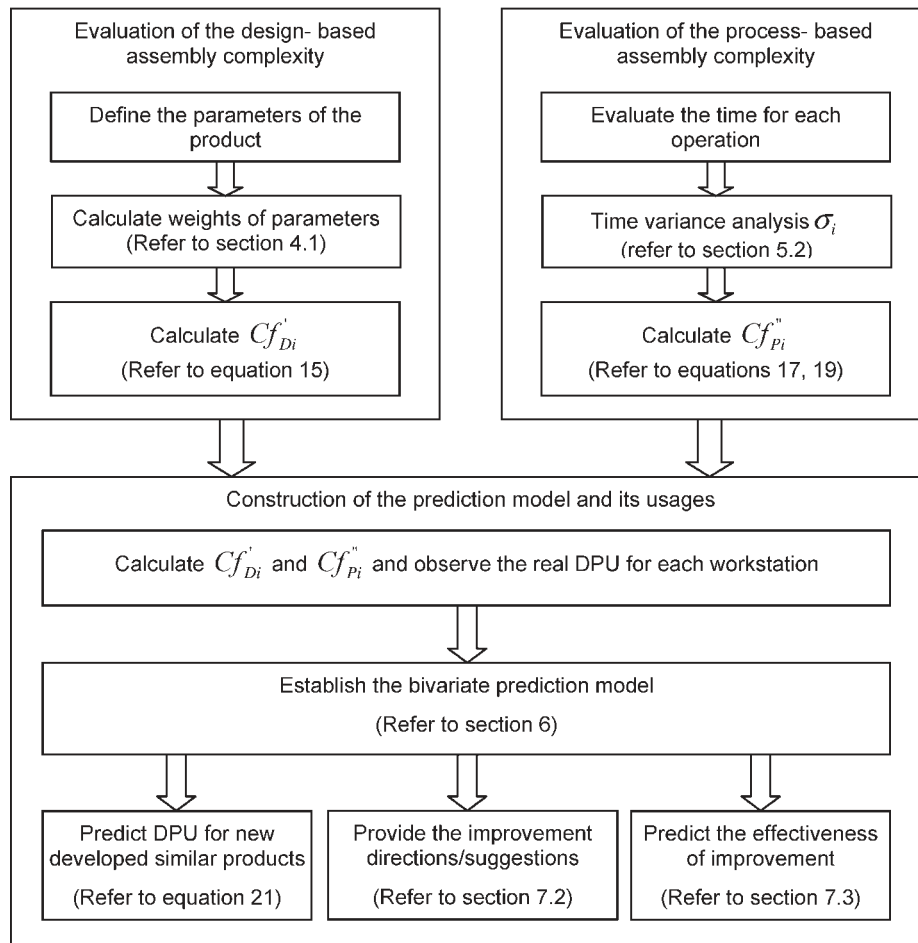 Evaluation of the design- based
assembly complexity
Define the parameters of the
product
Calculate weights of parameters
(Refer to section 4.1)
Calculate Cf'Di
(Refer to equation 15)
Evaluation of the process- based
assembly complexity
Evaluate the time for each
operation
Time variance analysis σi
(refer to section 5.2)
Calculate Cf"Pi
(Refer to equations 17, 19)
Construction of the prediction model and its usages
Calculate Cf'Di and Cf"Pi and observe the real DPU for each workstation
Establish the bivariate prediction model
(Refer to section 6)
Predict DPU for new
developed similar products
(Refer to equation 21)
Provide the improvement
directions/suggestions
(Refer to section 7.2)
Predict the effectiveness
of improvement
(Refer to section 7.3)